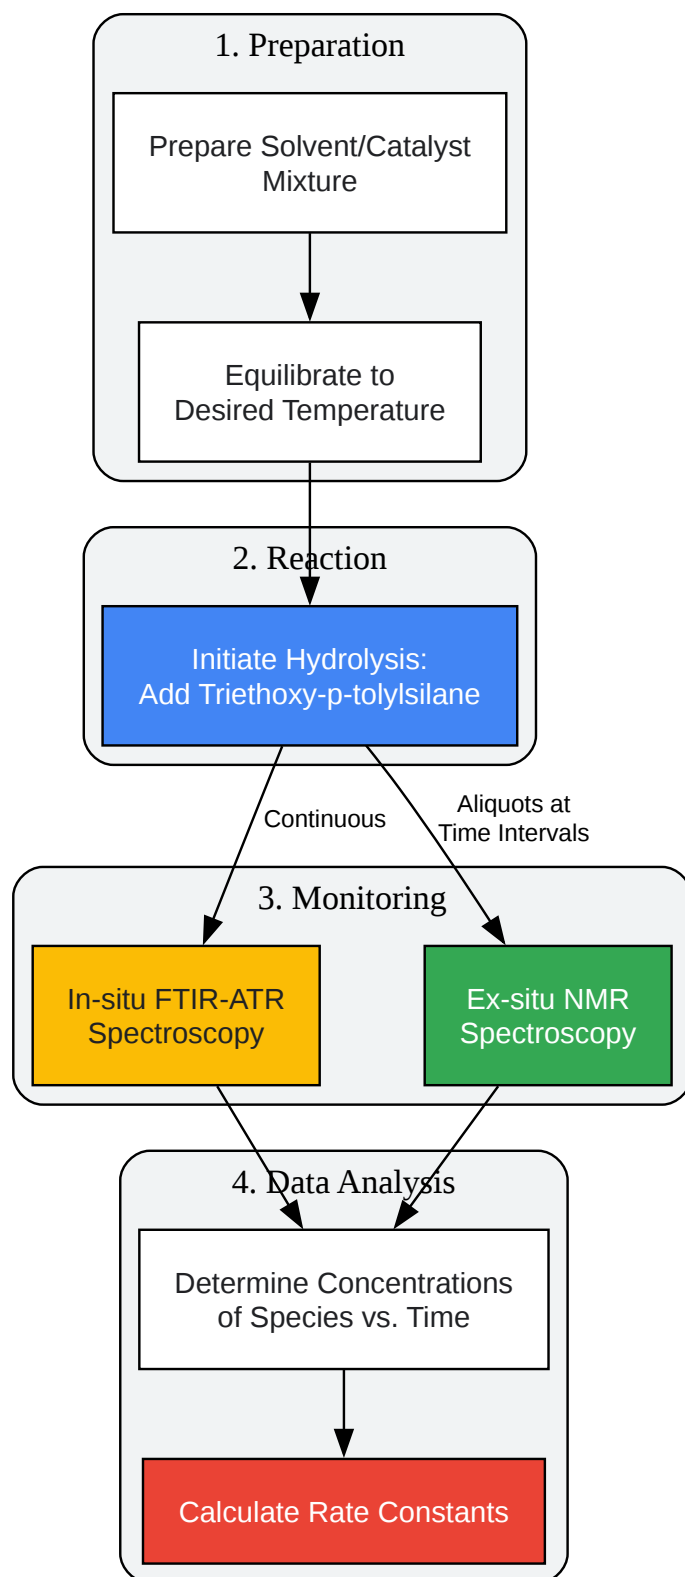 1. Preparation
Prepare Solvent/Catalyst
Mixture
Equilibrate to
Desired Temperature
2. Reaction
Initiate Hydrolysis:
Add Triethoxy-p-tolylsilane
Continuous
Aliquots at
Time Intervals
3. Monitoring
In-situ FTIR-ATR
Spectroscopy
Ex-situ NMR
Spectroscopy
4. Data Analysis
Determine Concentrations
of Species vs. Time
Calculate Rate Constants